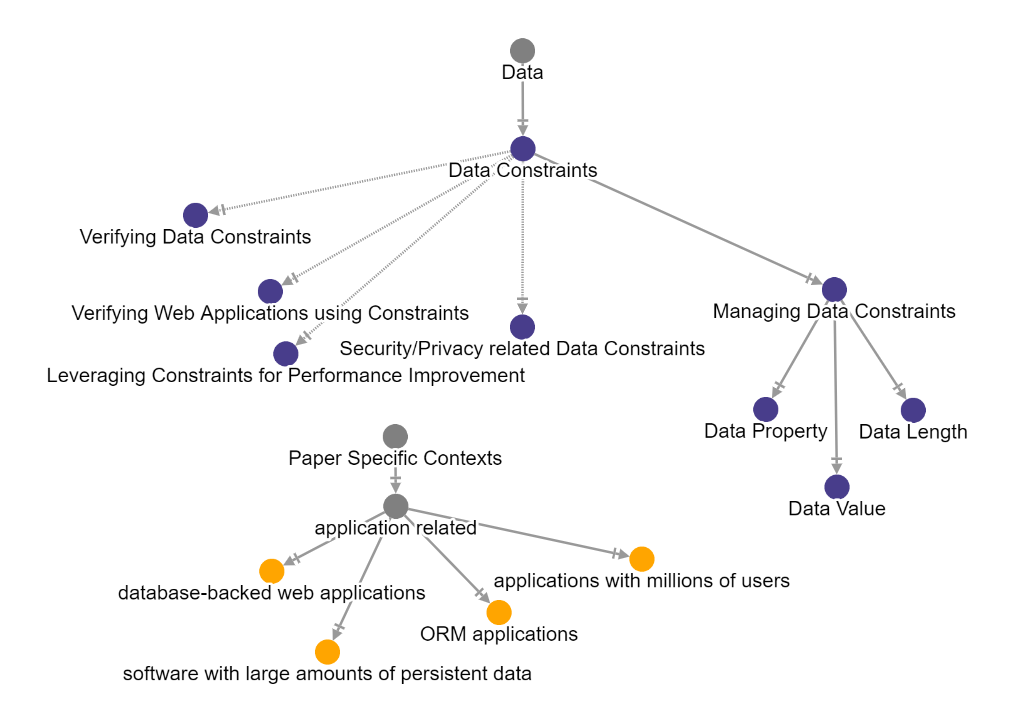 Data
Data Constraints
Verifying Data Constraints
Verifying Web Applications using Constraints
Managing Data Constraints
Security/Privacy related Data Constraints
Leveraging Constraints for Performance Improvement
Data Property
Data Length
Data Value
Paper Specific Contexts
application related
applications with millions of users
database-backed web applications
ORM applications
software with large amounts of persistent data